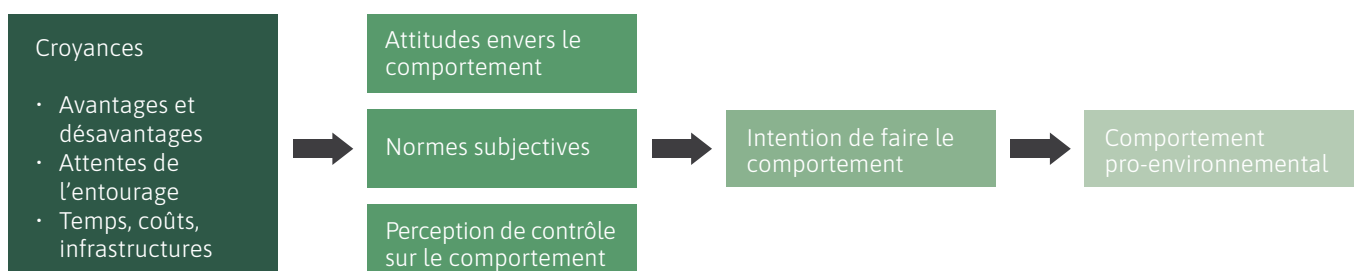 Croyances
· Avantages et
désavantages
· Attentes de
l'entourage
· Temps, coûts,
infrastructures
Attitudes envers le
comportement
Normes subjectives
Perception de contrôle
sur le comportement
Intention de faire le
comportement
Comportement
pro-environnemental